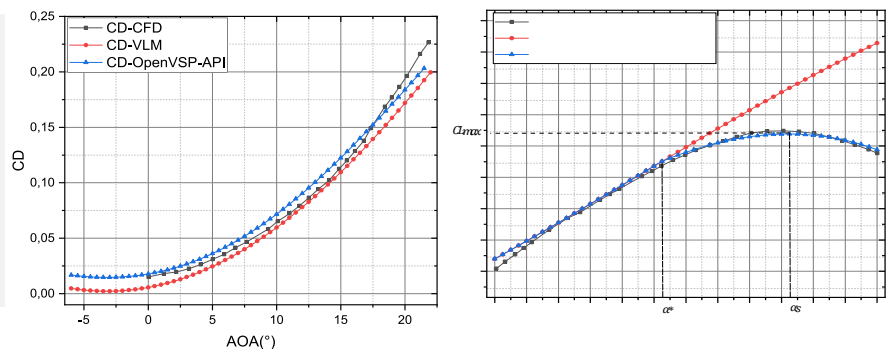 0,25
0,20
0,15
0,10
0,05
0,00
CD
CD-CFD
CD-VLM
CD-OpenVSP-API
-5
0
5
10
15
20
AOA(°)
CLmax
α*
αs